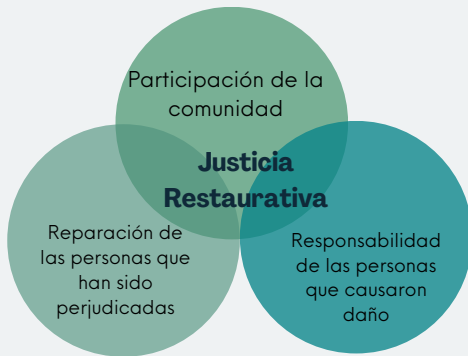 Participación de la
comunidad
Justicia
Restaurativa
Reparación de
las personas que
han sido
perjudicadas
Responsabilidad
de las personas
que causaron
daño